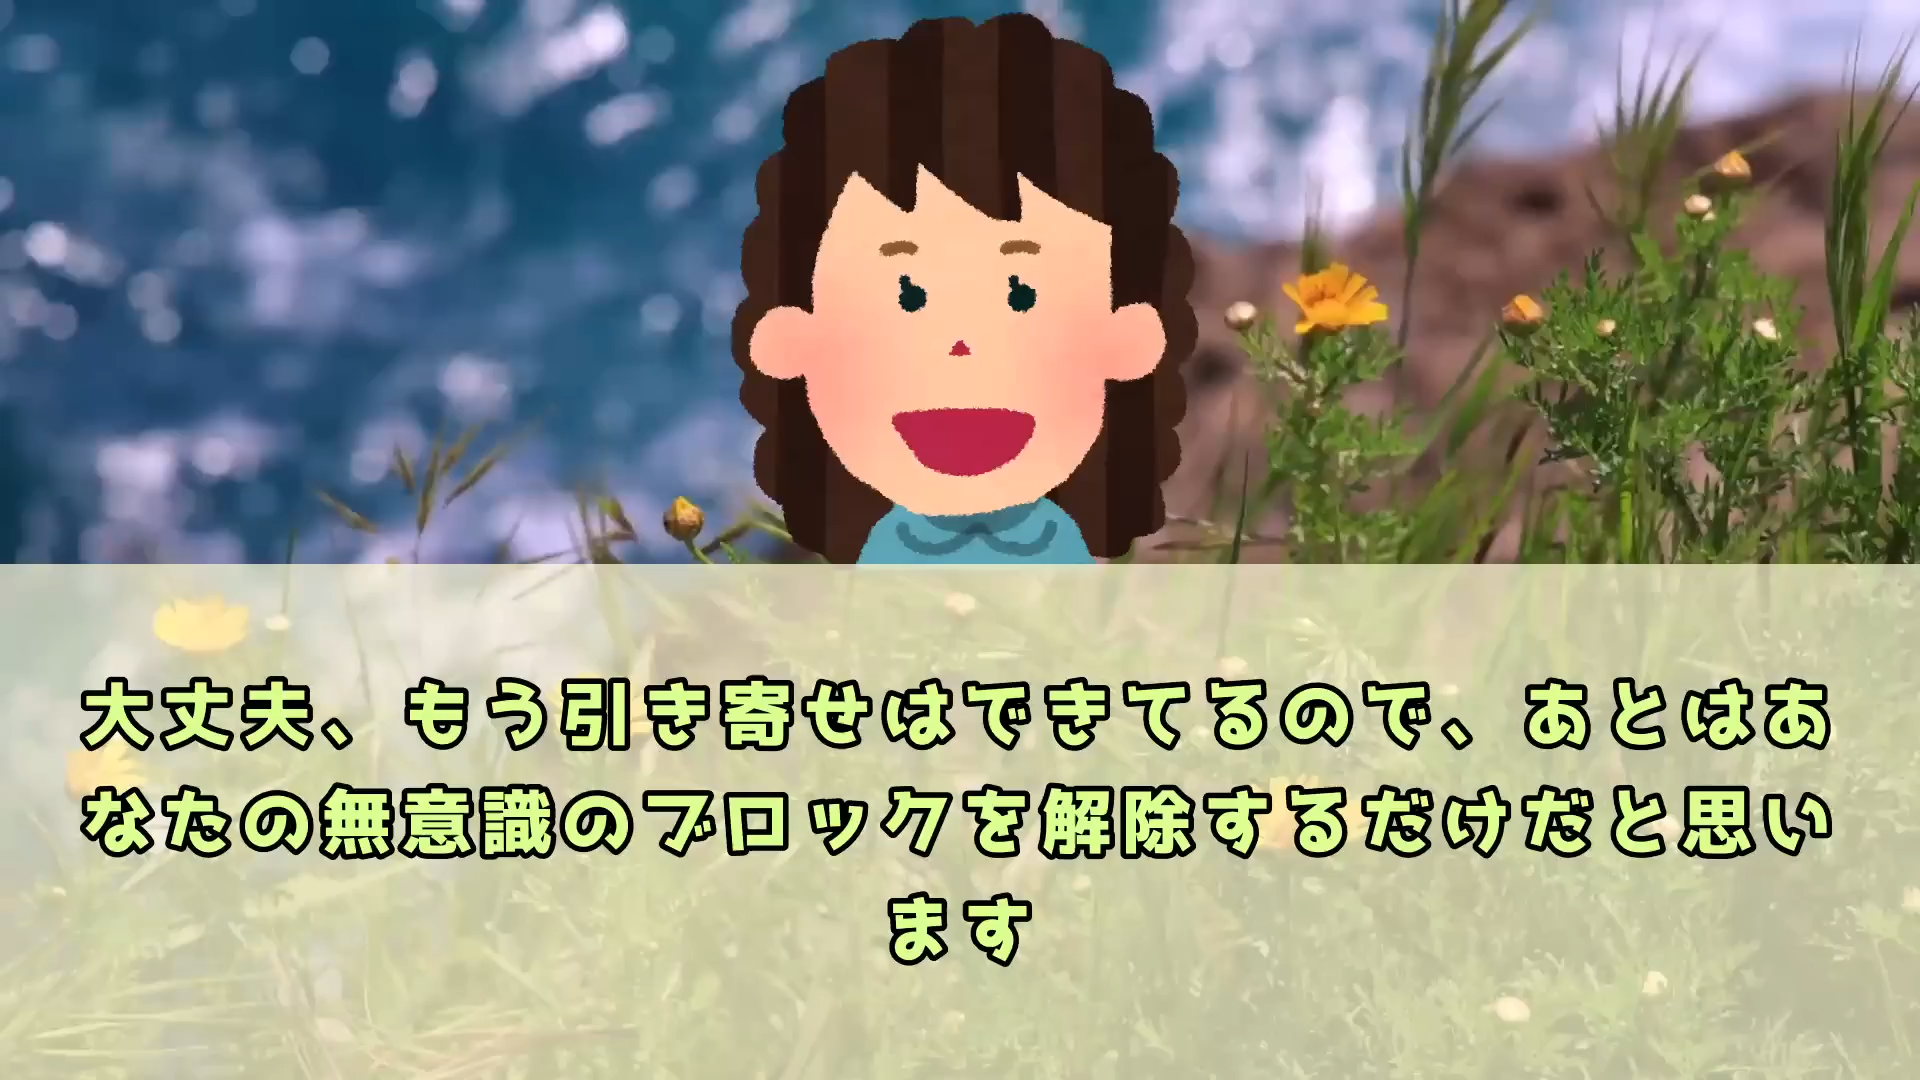 大丈夫、もう引き寄せはできてるので、あとはあ
なたの無意識のブロックを解除するだけだと思い
ます